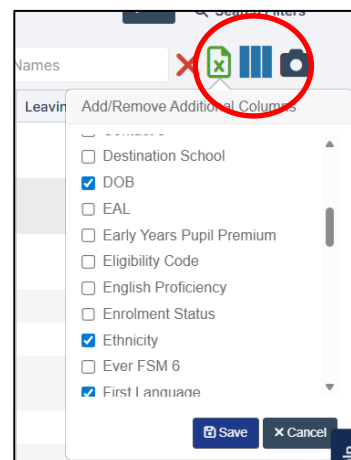 Search Filters
Names
Leavin
Add/Remove Additional Columns
Destination School
DOB
EAL
Early Years Pupil Premium
Eligibility Code
English Proficiency
Enrolment Status
Ethnicity
Ever FSM 6
First Language
Save
Cancel